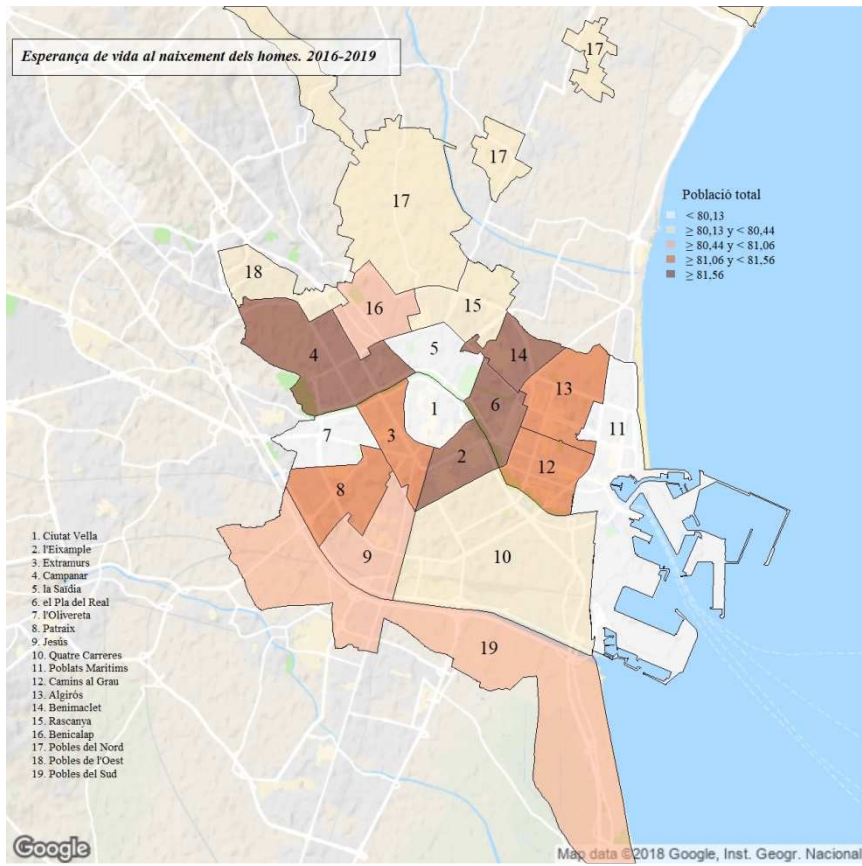 Esperança de vida al naixement dels homes. 2016-2019
17
17
17
Població total
< 80,13
≥ 80,13 y < 80,44
≥ 80,44 y < 81,06
≥ 81,06 y < 81,56
≥ 81,56
18
16
15
5
14
4
13
6
1
11
7
3
2
12
8
10
9
19
1. Ciutat Vella
2. l'Eixample
3. Extramurs
4. Campanar
5. la Saïdia
6. el Pla del Real
7. l'Olivereta
8. Patraix
9. Jesús
10. Quatre Carreres
11. Poblats Marítims
12. Camins al Grau
13. Algirós
14. Benimaclet
15. Rascanya
16. Benicalap
17. Pobles del Nord
18. Pobles de l'Oest
19. Pobles del Sud
Google
Map data ©2018 Google, Inst. Geogr. Nacional